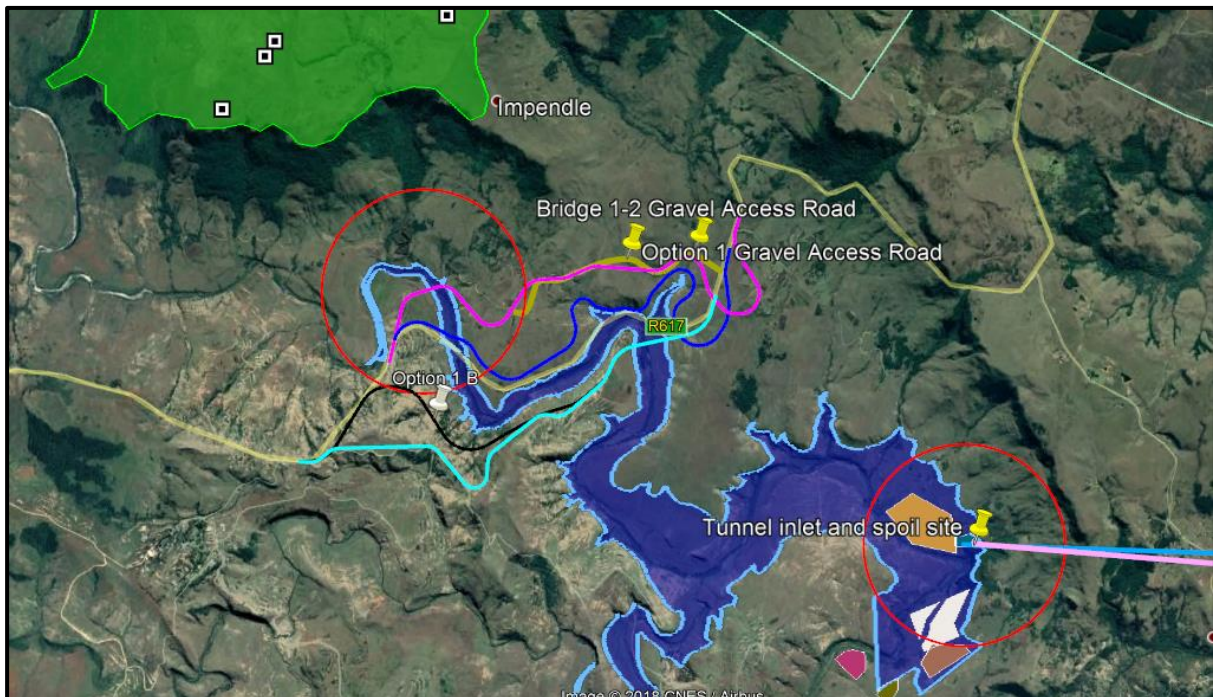 Impendle
Bridge 1-2 Gravel Access Road
Option 1 Gravel Access Road
R617
Option 1 B
Tunnel inlet and spoil site
Image © 2018 CNES / Airbus